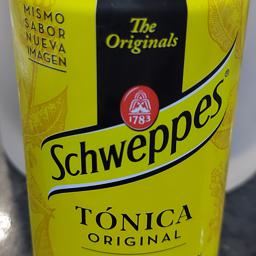 MISMO
SABOR
NUEVA
IMAGEN
The
Originals
1783
Schweppes®
TÓNICA
ORIGINAL